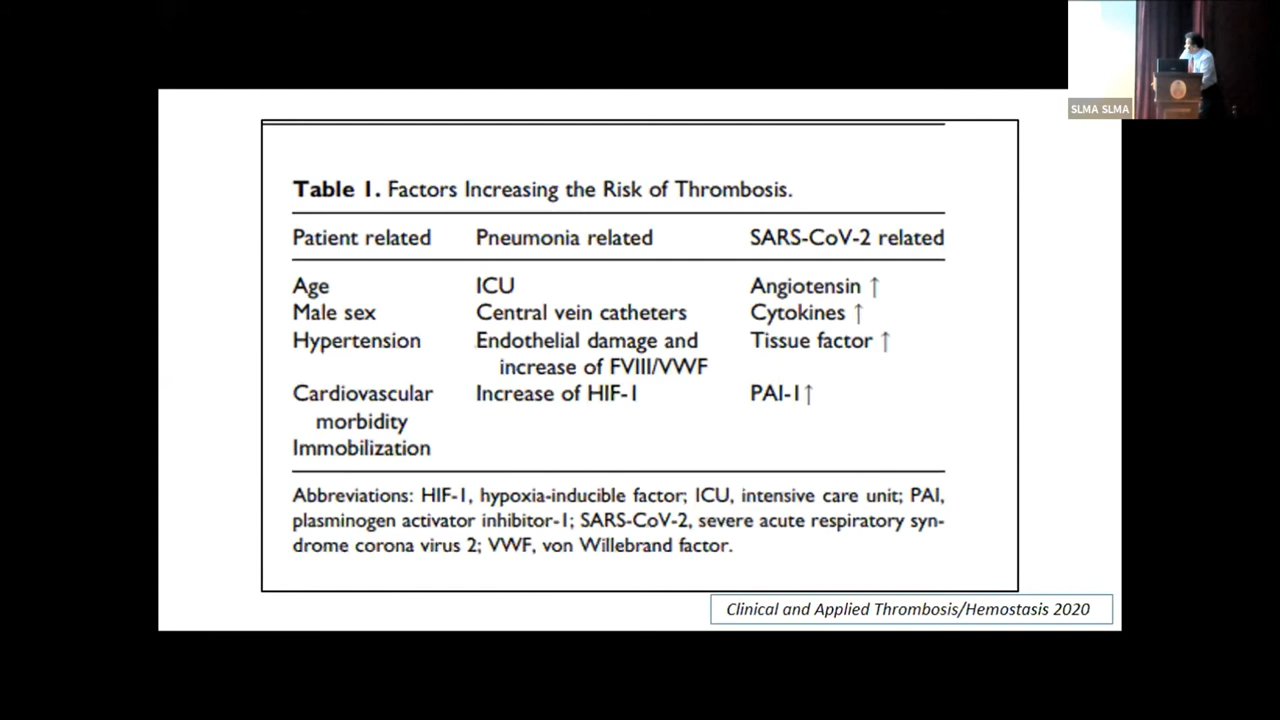 SLMA SLMA
Table 1. Factors Increasing the Risk of Thrombosis.
Patient related Pneumonia related SARS-CoV-2 related
Age ICU Angiotensin ↑
Male sex Central vein catheters Cytokines ↑
Hypertension Endothelial damage and Tissue factor ↑
increase of FVIII/VWF
Cardiovascular Increase of HIF-1 PAI-1↑
morbidity
Immobilization
Abbreviations: HIF-1, hypoxia-inducible factor; ICU, intensive care unit; PAI,
plasminogen activator inhibitor-1; SARS-CoV-2, severe acute respiratory syn-
drome corona virus 2; VWF, von Willebrand factor.
Clinical and Applied Thrombosis/Hemostasis 2020